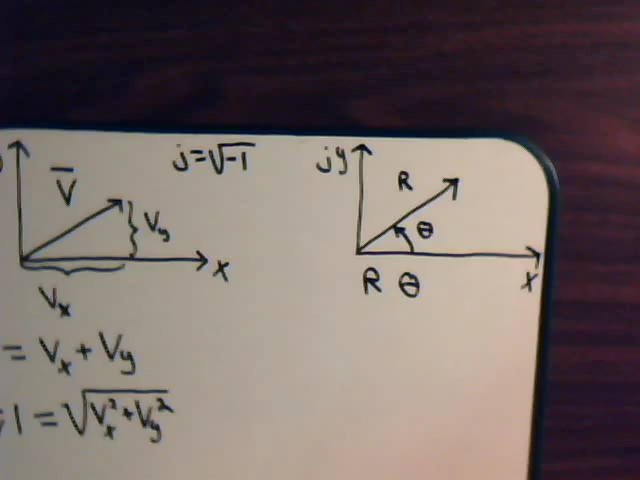 j=√-1
jy
V̅
R
Vy
θ
x
x
Vx
R θ
= Vx + Vy
| = √Vx²+Vy²